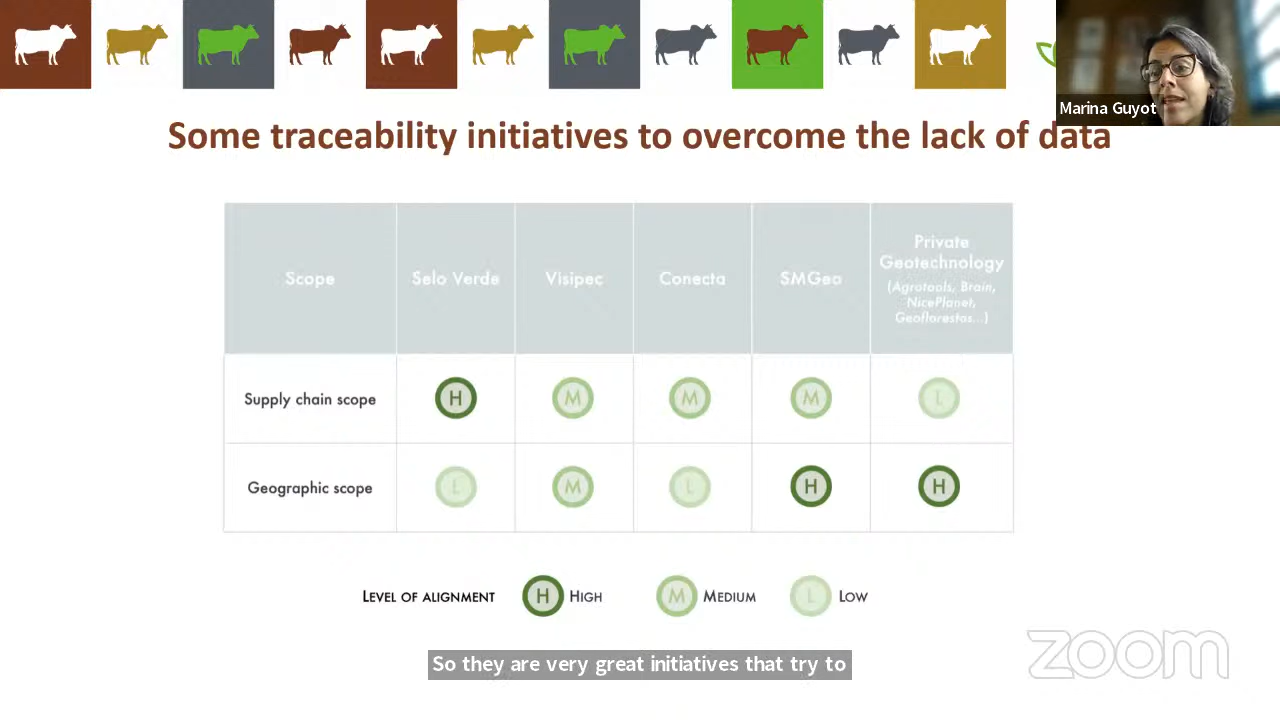 Marina Guyot
Some traceability initiatives to overcome the lack of data
Scope
Selo Verde
Visipec
Conecta
SMGeo
Private
Geotechnology
(Agrotools, Brain,
NicePlanet,
Geoflorestas...)
Supply chain scope
H
M
M
M
L
Geographic scope
L
M
L
H
H
LEVEL OF ALIGNMENT
H HIGH
M MEDIUM
L LOW
So they are very great initiatives that try to
zoom